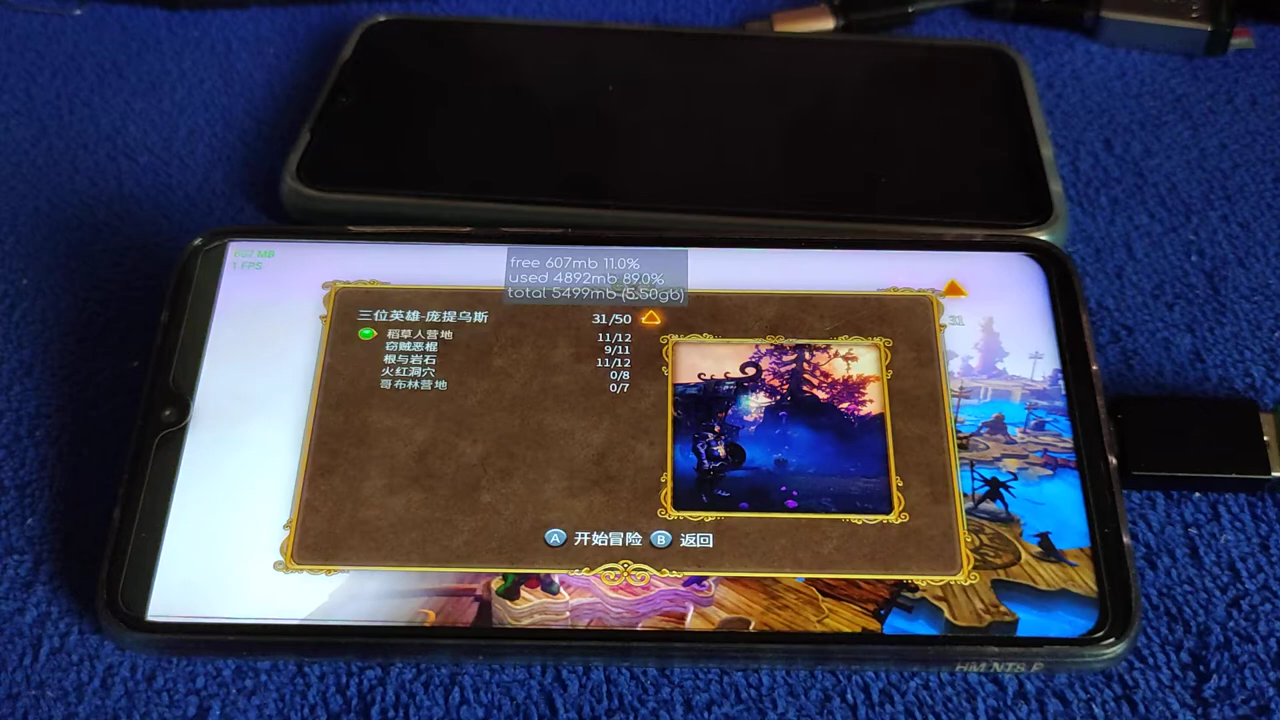 607 MB
1 FPS
free 607mb 11.0%
used 4892mb 89.0%
total 5499mb (5.50gb)
三位英雄-庞提乌斯 31/50
稻草人营地 11/12
窃贼恶棍 9/11
根与岩石 11/12
火红洞穴 0/8
哥布林营地 0/7
31
A 开始冒险 B 返回